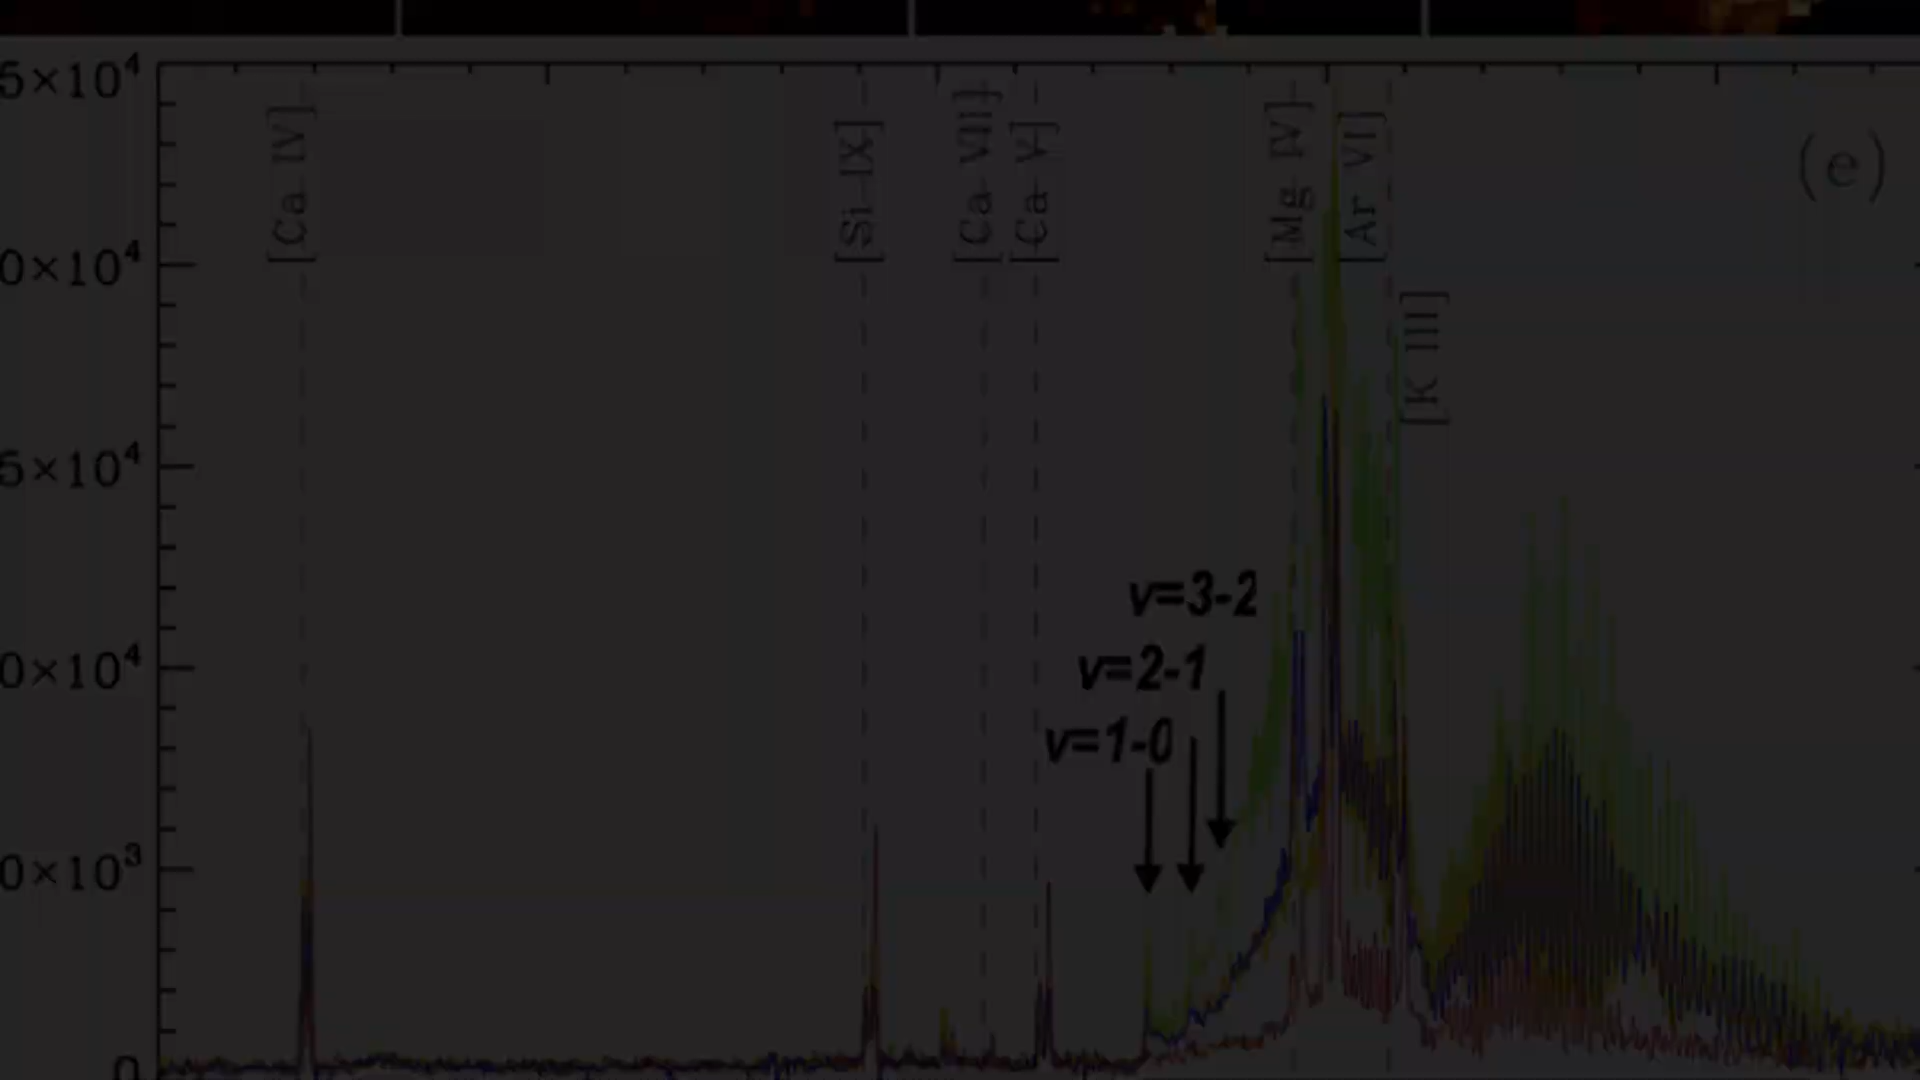 5×10⁴
[Ca IV]
[Si IX]
[Ca VII]
[Ca V]
[Mg IV]
[Ar VI]
(e)
0×10⁴
[K III]
5×10⁴
v=3-2
0×10⁴
v=2-1
v=1-0
0×10³
0